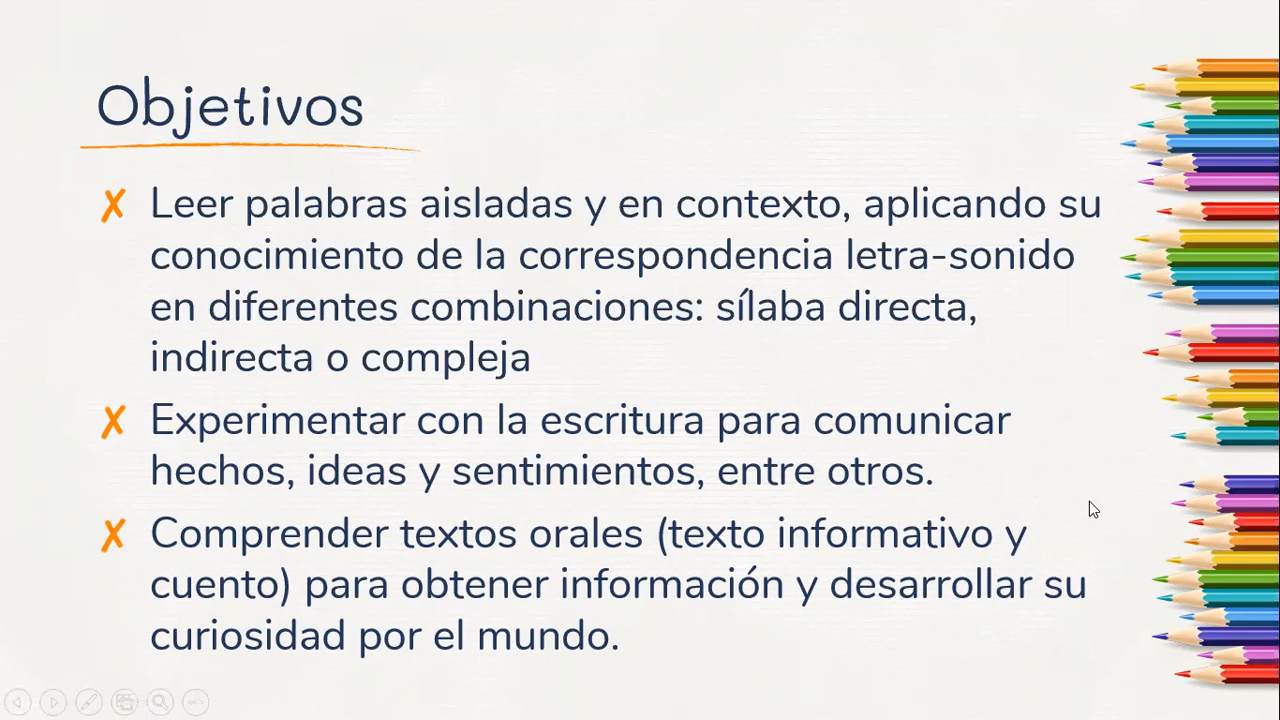 Objetivos
✗ Leer palabras aisladas y en contexto, aplicando su
conocimiento de la correspondencia letra-sonido
en diferentes combinaciones: sílaba directa,
indirecta o compleja
✗ Experimentar con la escritura para comunicar
hechos, ideas y sentimientos, entre otros.
✗ Comprender textos orales (texto informativo y
cuento) para obtener información y desarrollar su
curiosidad por el mundo.